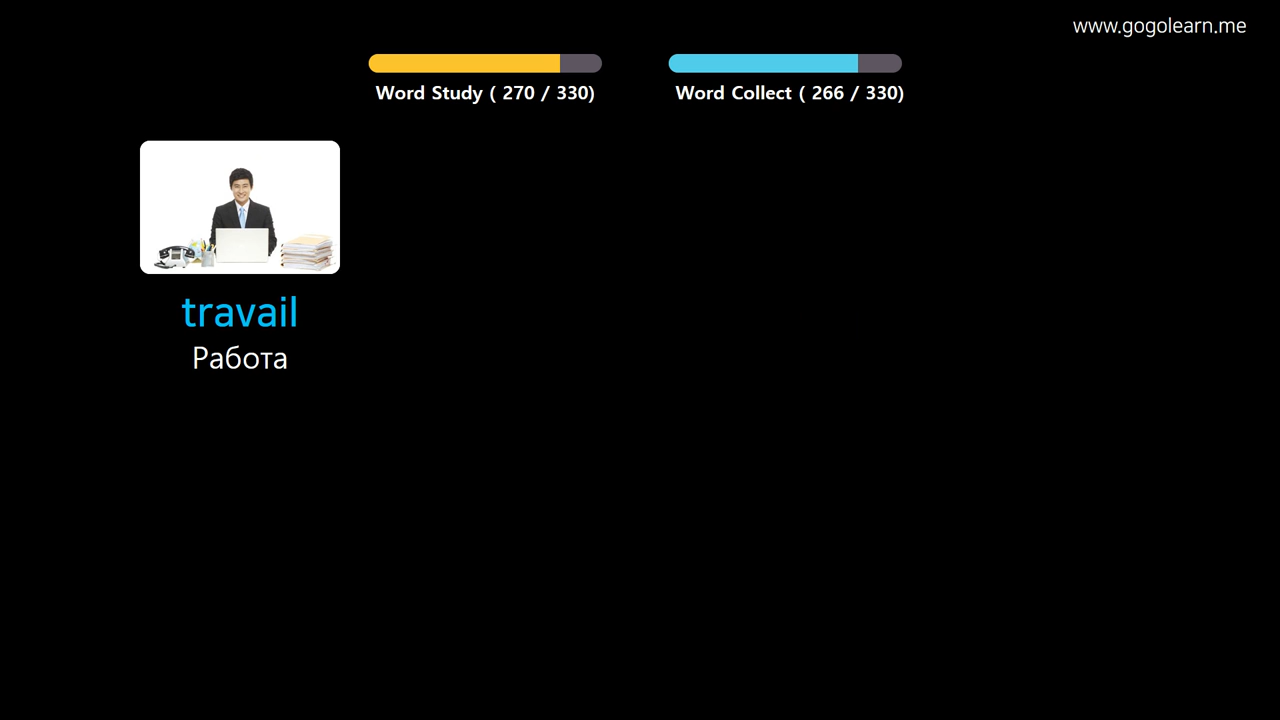 www.gogolearn.me
Word Study ( 270 / 330)
Word Collect ( 266 / 330)
travail
Работа